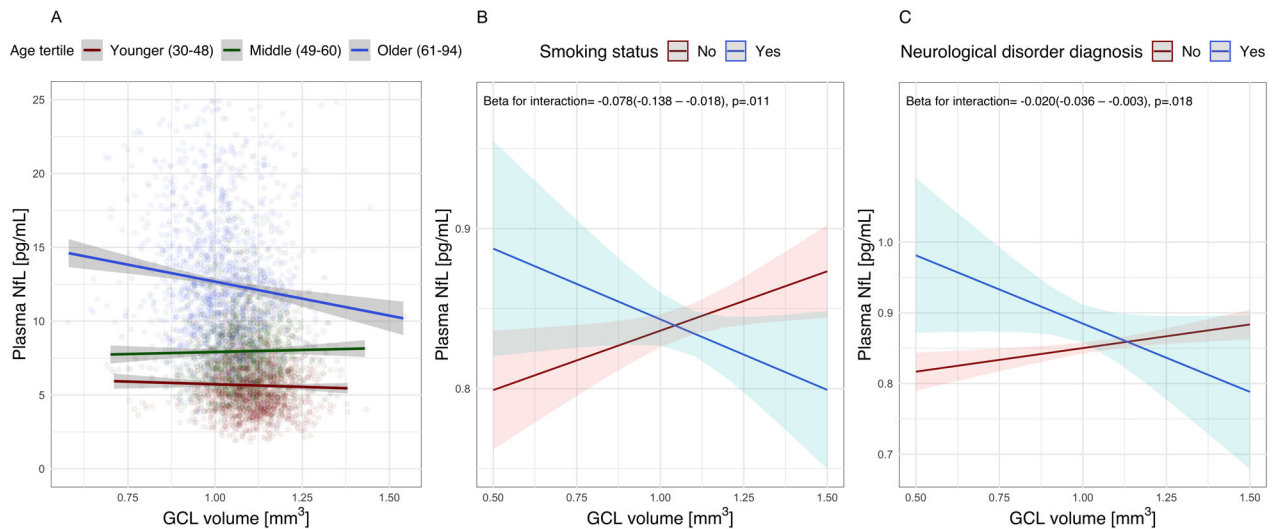 A
Age tertile Younger (30-48) Middle (49-60) Older (61-94)
Plasma NfL [pg/mL]
25
20
15
10
5
0
0.75 1.00 1.25 1.50
GCL volume [mm³]
B
Smoking status No Yes
Beta for interaction= -0.078(-0.138 – -0.018), p=.011
Plasma NfL [pg/mL]
0.9
0.8
0.50 0.75 1.00 1.25 1.50
GCL volume [mm³]
C
Neurological disorder diagnosis No Yes
Beta for interaction= -0.020(-0.036 – -0.003), p=.018
Plasma NfL [pg/mL]
1.0
0.9
0.8
0.7
0.50 0.75 1.00 1.25 1.50
GCL volume [mm³]